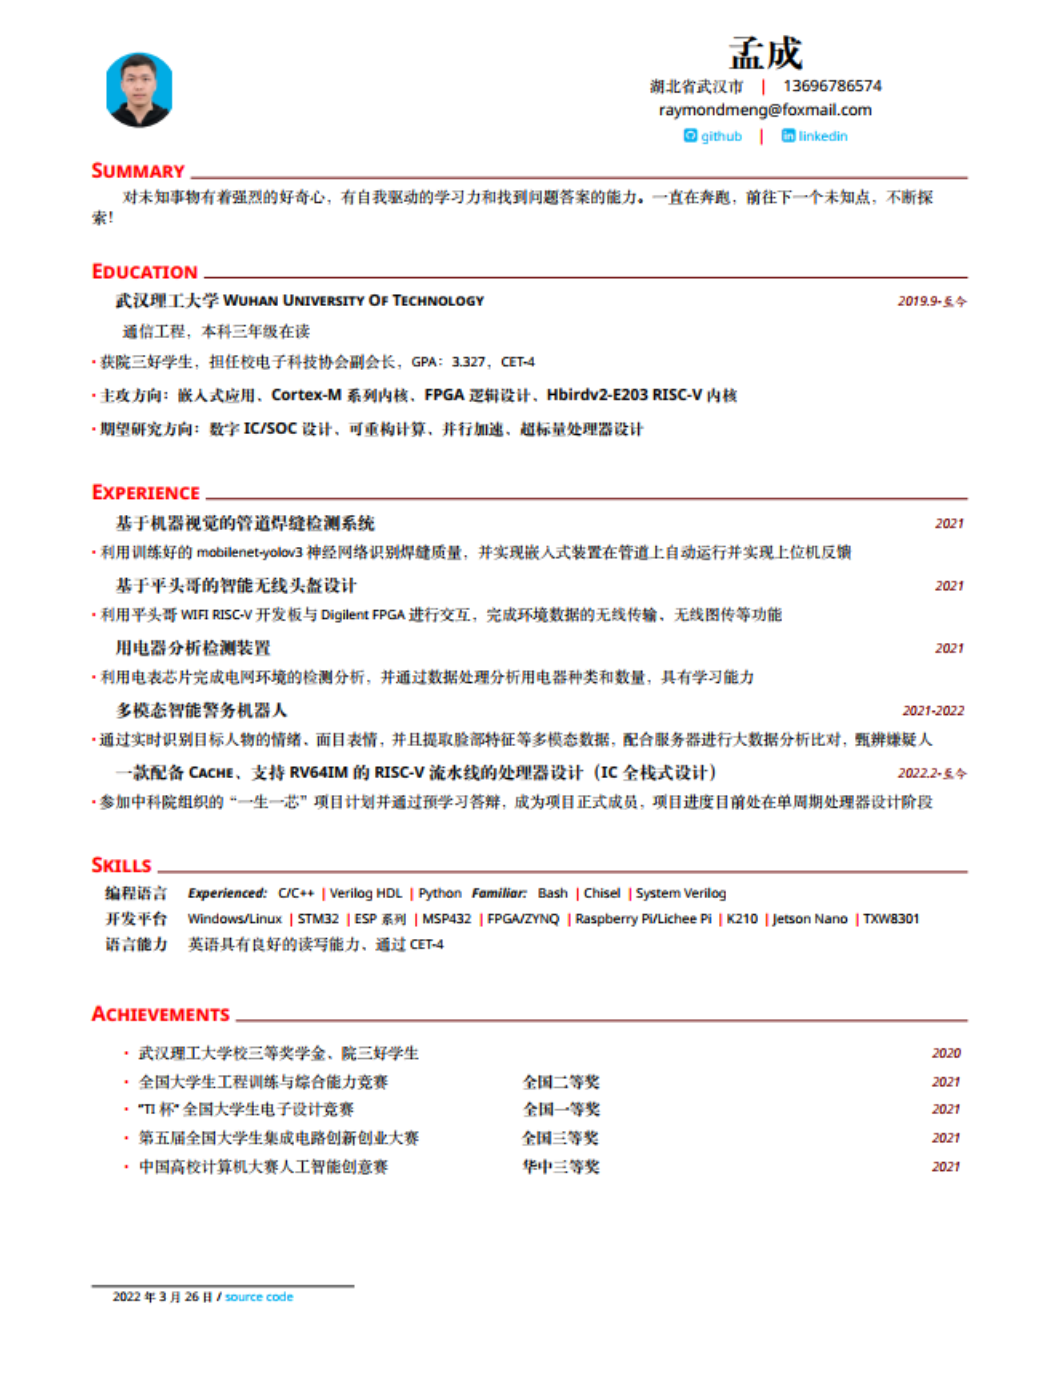 孟成
湖北省武汉市 | 13696786574
raymondmeng@foxmail.com
github | linkedin
SUMMARY
对未知事物有着强烈的好奇心，有自我驱动的学习力和找到问题答案的能力。一直在奔跑，前往下一个未知点，不断探
索！
EDUCATION
武汉理工大学 WUHAN UNIVERSITY OF TECHNOLOGY 2019.9-至今
通信工程，本科三年级在读
· 获院三好学生，担任校电子科技协会副会长，GPA：3.327，CET-4
· 主攻方向：嵌入式应用、Cortex-M 系列内核、FPGA 逻辑设计、Hbirdv2-E203 RISC-V 内核
· 期望研究方向：数字 IC/SOC 设计、可重构计算、并行加速、超标量处理器设计
EXPERIENCE
基于机器视觉的管道焊缝检测系统 2021
· 利用训练好的 mobilenet-yolov3 神经网络识别焊缝质量，并实现嵌入式装置在管道上自动运行并实现上位机反馈
基于平头哥的智能无线头盔设计 2021
· 利用平头哥 WIFI RISC-V 开发板与 Digilent FPGA 进行交互，完成环境数据的无线传输、无线图传等功能
用电器分析检测装置 2021
· 利用电表芯片完成电网环境的检测分析，并通过数据处理分析用电器种类和数量，具有学习能力
多模态智能警务机器人 2021-2022
· 通过实时识别目标人物的情绪、面目表情，并且提取脸部特征等多模态数据，配合服务器进行大数据分析比对，甄辨嫌疑人
一款配备 CACHE、支持 RV64IM 的 RISC-V 流水线的处理器设计（IC 全栈式设计） 2022.2-至今
· 参加中科院组织的“一生一芯”项目计划并通过预学习答辩，成为项目正式成员，项目进度目前处在单周期处理器设计阶段
SKILLS
编程语言 Experienced: C/C++ | Verilog HDL | Python Familiar: Bash | Chisel | System Verilog
开发平台 Windows/Linux | STM32 | ESP 系列 | MSP432 | FPGA/ZYNQ | Raspberry Pi/Lichee Pi | K210 | Jetson Nano | TXW8301
语言能力 英语具有良好的读写能力、通过 CET-4
ACHIEVEMENTS
· 武汉理工大学校三等奖学金、院三好学生 2020
· 全国大学生工程训练与综合能力竞赛 全国二等奖 2021
· “TI 杯” 全国大学生电子设计竞赛 全国一等奖 2021
· 第五届全国大学生集成电路创新创业大赛 全国三等奖 2021
· 中国高校计算机大赛人工智能创意赛 华中三等奖 2021
2022 年 3 月 26 日 / source code